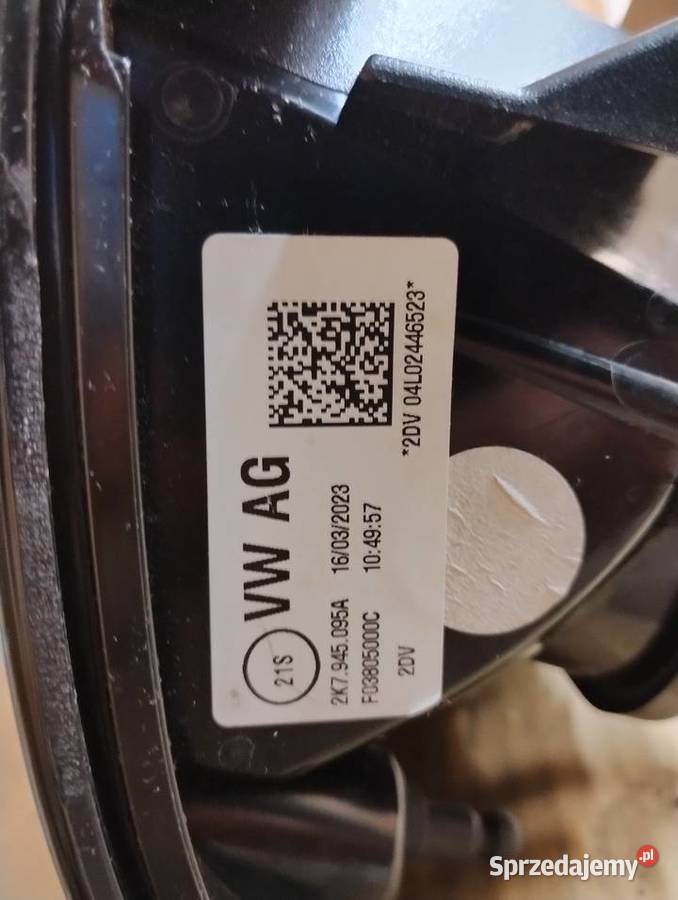 21S
VW AG
2K7.945.095A 16/03/2023
F03805000C 10:49:57
2DV
*2DV 04L02446523*
Sprzedajemy.pl